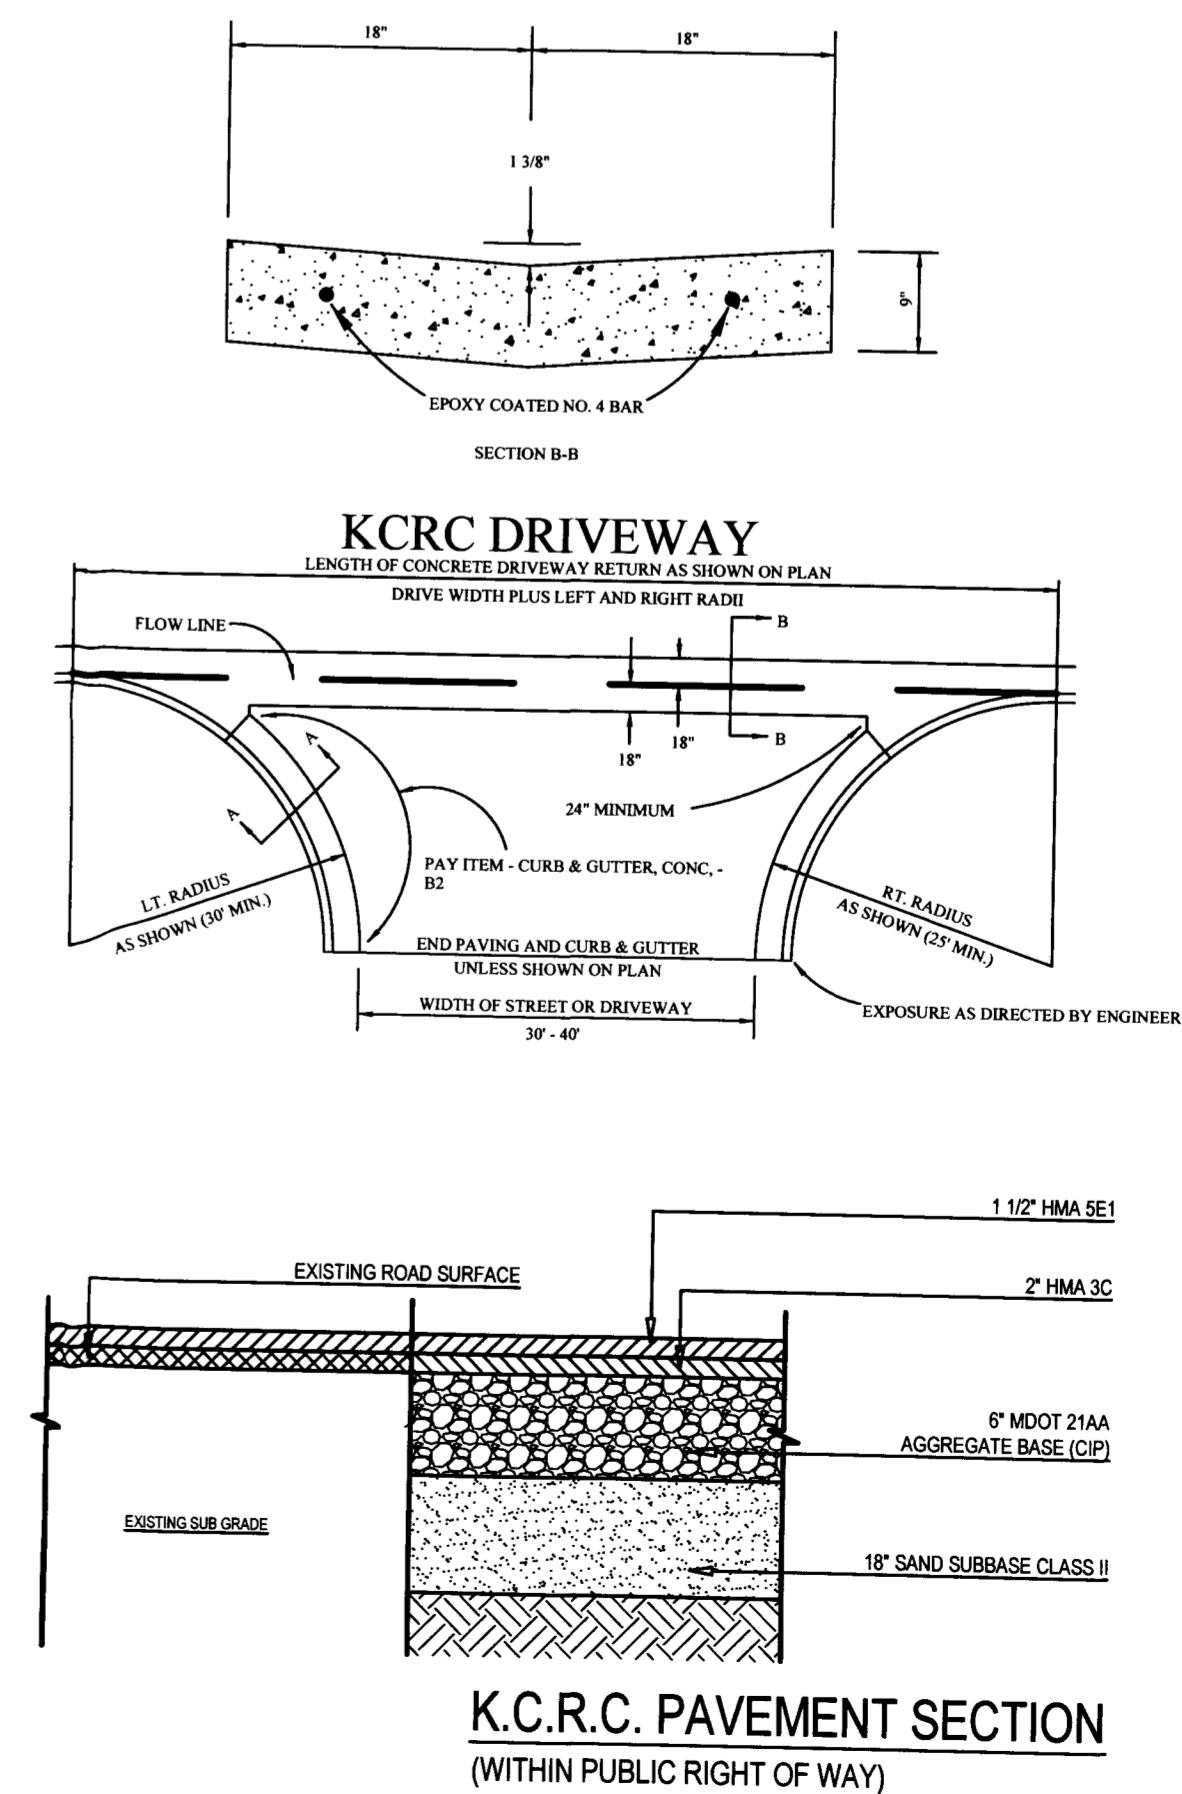 18"
18"
1 3/8"
9"
EPOXY COATED NO. 4 BAR
SECTION B-B
KCRC DRIVEWAY
LENGTH OF CONCRETE DRIVEWAY RETURN AS SHOWN ON PLAN
DRIVE WIDTH PLUS LEFT AND RIGHT RADII
FLOW LINE
B
B
A
A
18"
18"
24" MINIMUM
PAY ITEM - CURB & GUTTER, CONC, -
B2
LT. RADIUS
AS SHOWN (30' MIN.)
RT. RADIUS
AS SHOWN (25' MIN.)
END PAVING AND CURB & GUTTER
UNLESS SHOWN ON PLAN
WIDTH OF STREET OR DRIVEWAY
30' - 40'
EXPOSURE AS DIRECTED BY ENGINEER
1 1/2" HMA 5E1
EXISTING ROAD SURFACE
2" HMA 3C
6" MDOT 21AA
AGGREGATE BASE (CIP)
EXISTING SUB GRADE
18" SAND SUBBASE CLASS II
K.C.R.C. PAVEMENT SECTION
(WITHIN PUBLIC RIGHT OF WAY)